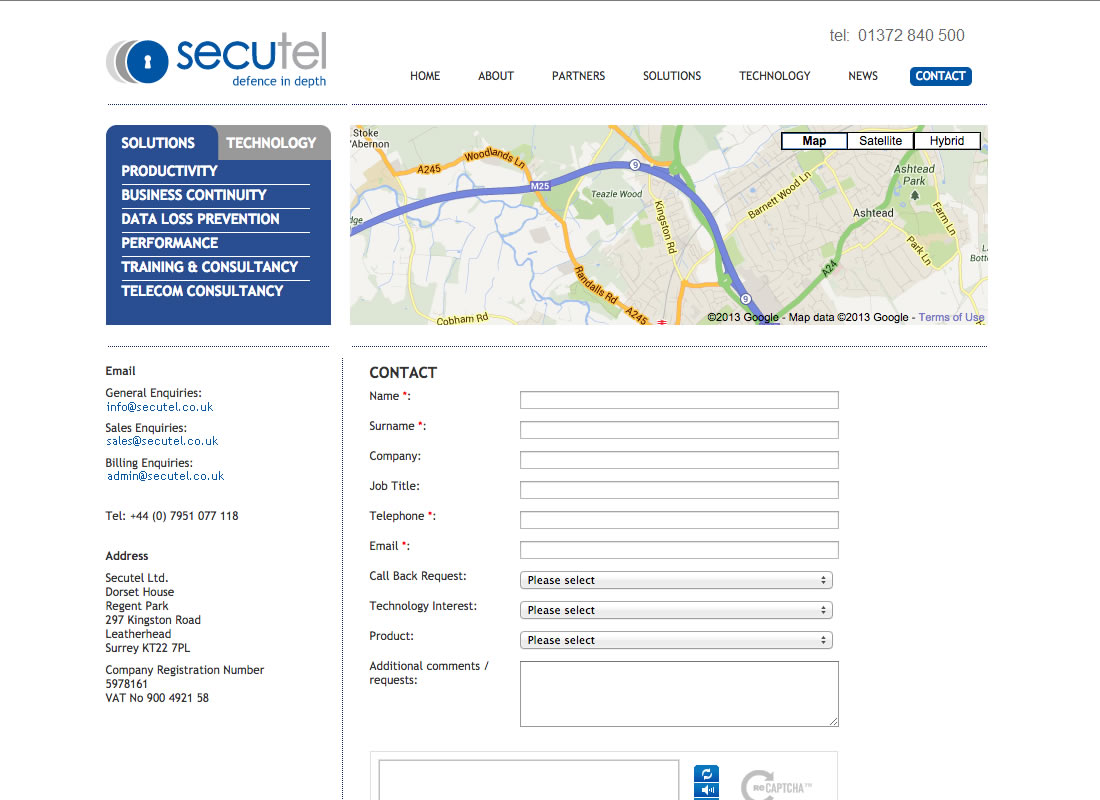 secutel
defence in depth
tel: 01372 840 500
HOME ABOUT PARTNERS SOLUTIONS TECHNOLOGY NEWS CONTACT
SOLUTIONS TECHNOLOGY
PRODUCTIVITY
BUSINESS CONTINUITY
DATA LOSS PREVENTION
PERFORMANCE
TRAINING & CONSULTANCY
TELECOM CONSULTANCY
Stoke
'Abernon
A245
Woodlands Ln
M25
9
Teazle Wood
Kingston Rd
Barnett Wood Ln
Map Satellite Hybrid
Ashtead
Park
Ashtead
Farm Ln
Park Ln
A24
Randalls Rd
A245
Cobham Rd
9
©2013 Google - Map data ©2013 Google - Terms of Use
Email
General Enquiries:
info@secutel.co.uk
Sales Enquiries:
sales@secutel.co.uk
Billing Enquiries:
admin@secutel.co.uk
Tel: +44 (0) 7951 077 118
Address
Secutel Ltd.
Dorset House
Regent Park
297 Kingston Road
Leatherhead
Surrey KT22 7PL
Company Registration Number
5978161
VAT No 900 4921 58
CONTACT
Name *:
Surname *:
Company:
Job Title:
Telephone *:
Email *:
Call Back Request: Please select
Technology Interest: Please select
Product: Please select
Additional comments /
requests:
reCAPTCHA™